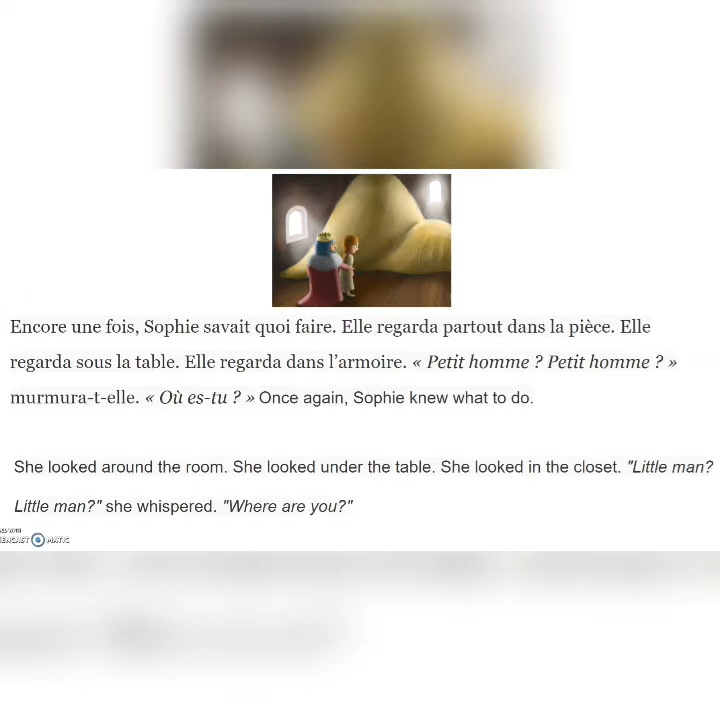 Encore une fois, Sophie savait quoi faire. Elle regarda partout dans la pièce. Elle
regarda sous la table. Elle regarda dans l’armoire. « Petit homme ? Petit homme ? »
murmura-t-elle. « Où es-tu ? » Once again, Sophie knew what to do.
She looked around the room. She looked under the table. She looked in the closet. "Little man?
Little man?" she whispered. "Where are you?"
MATIC